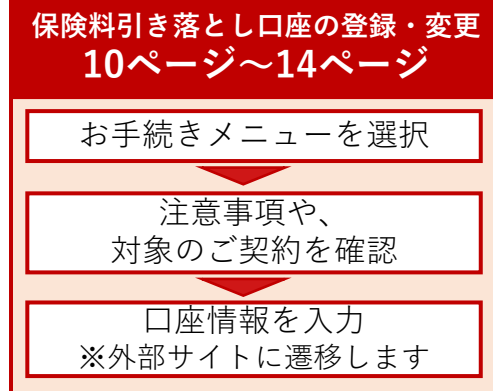 保険料引き落とし口座の登録・変更
10ページ～14ページ
お手続きメニューを選択
注意事項や、
対象のご契約を確認
口座情報を入力
※外部サイトに遷移します